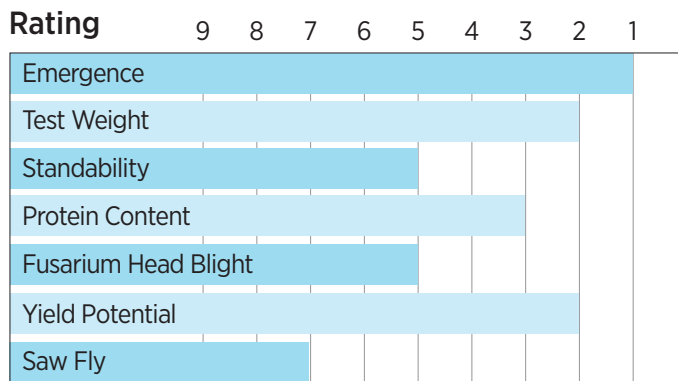 Rating 9 8 7 6 5 4 3 2 1
Emergence
Test Weight
Standability
Protein Content
Fusarium Head Blight
Yield Potential
Saw Fly